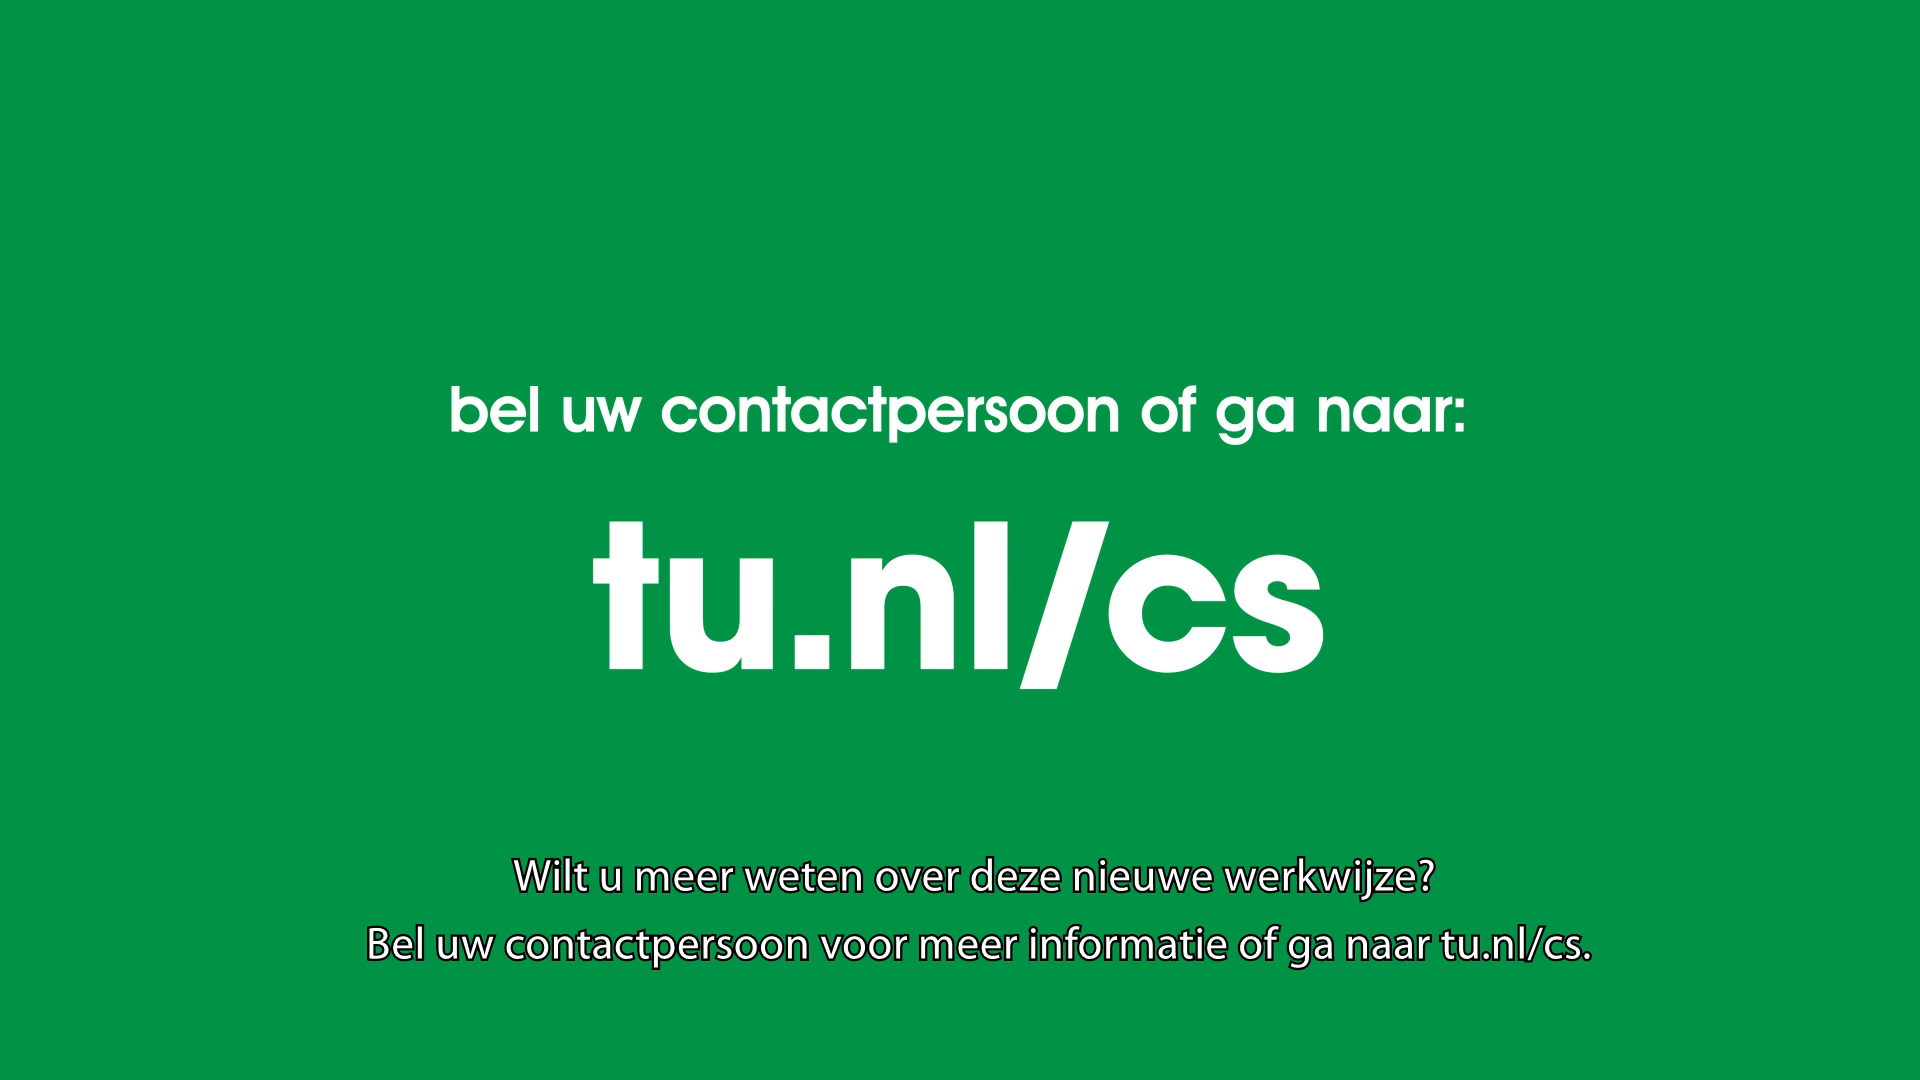 bel uw contactpersoon of ga naar:
tu.nl/cs
Wilt u meer weten over deze nieuwe werkwijze?
Bel uw contactpersoon voor meer informatie of ga naar tu.nl/cs.